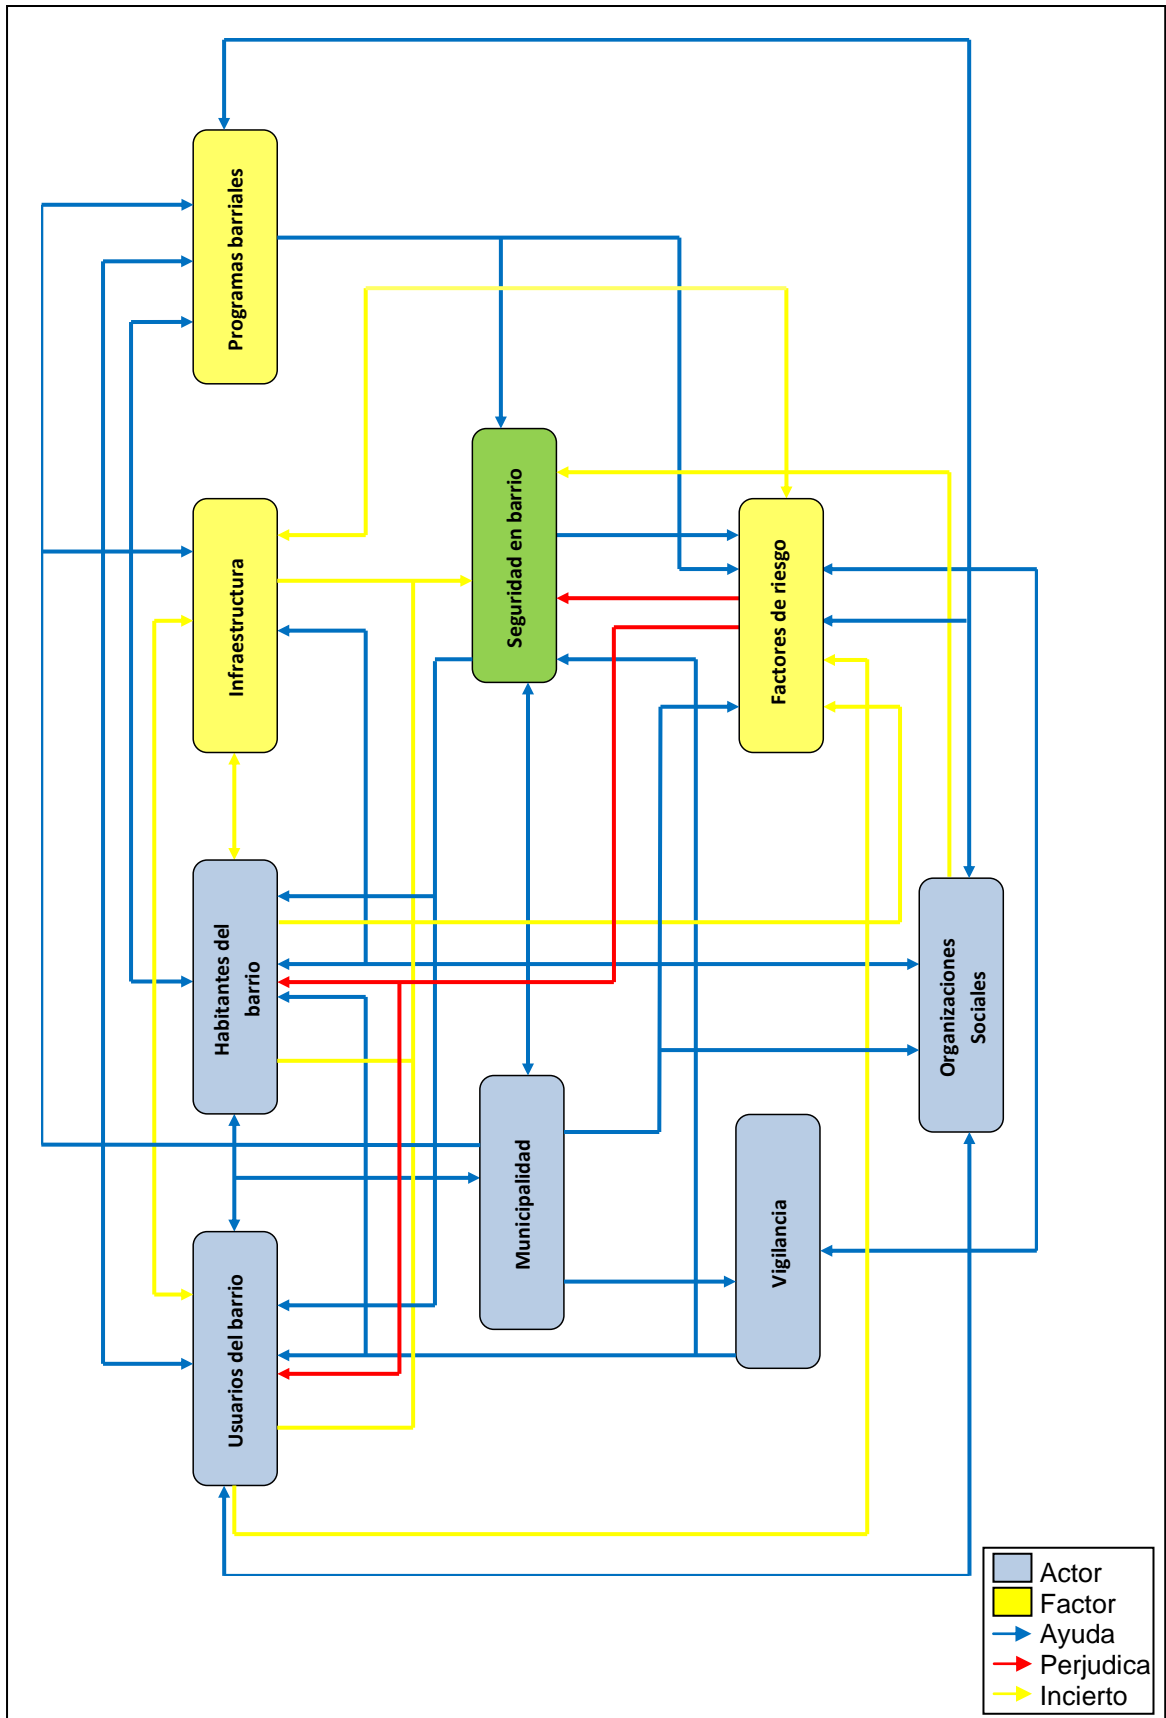 Programas barriales
Infraestructura
Seguridad en barrio
Factores de riesgo
Habitantes del
barrio
Organizaciones
Sociales
Municipalidad
Vigilancia
Usuarios del barrio
Actor
Factor
Ayuda
Perjudica
Incierto